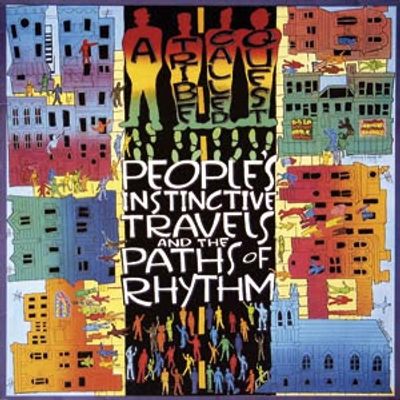 A
TRIBE
CALLED
QUEST
PEOPLE'S
INSTINCTIVE
TRAVELS
AND THE
PATHS of
RHYTHM